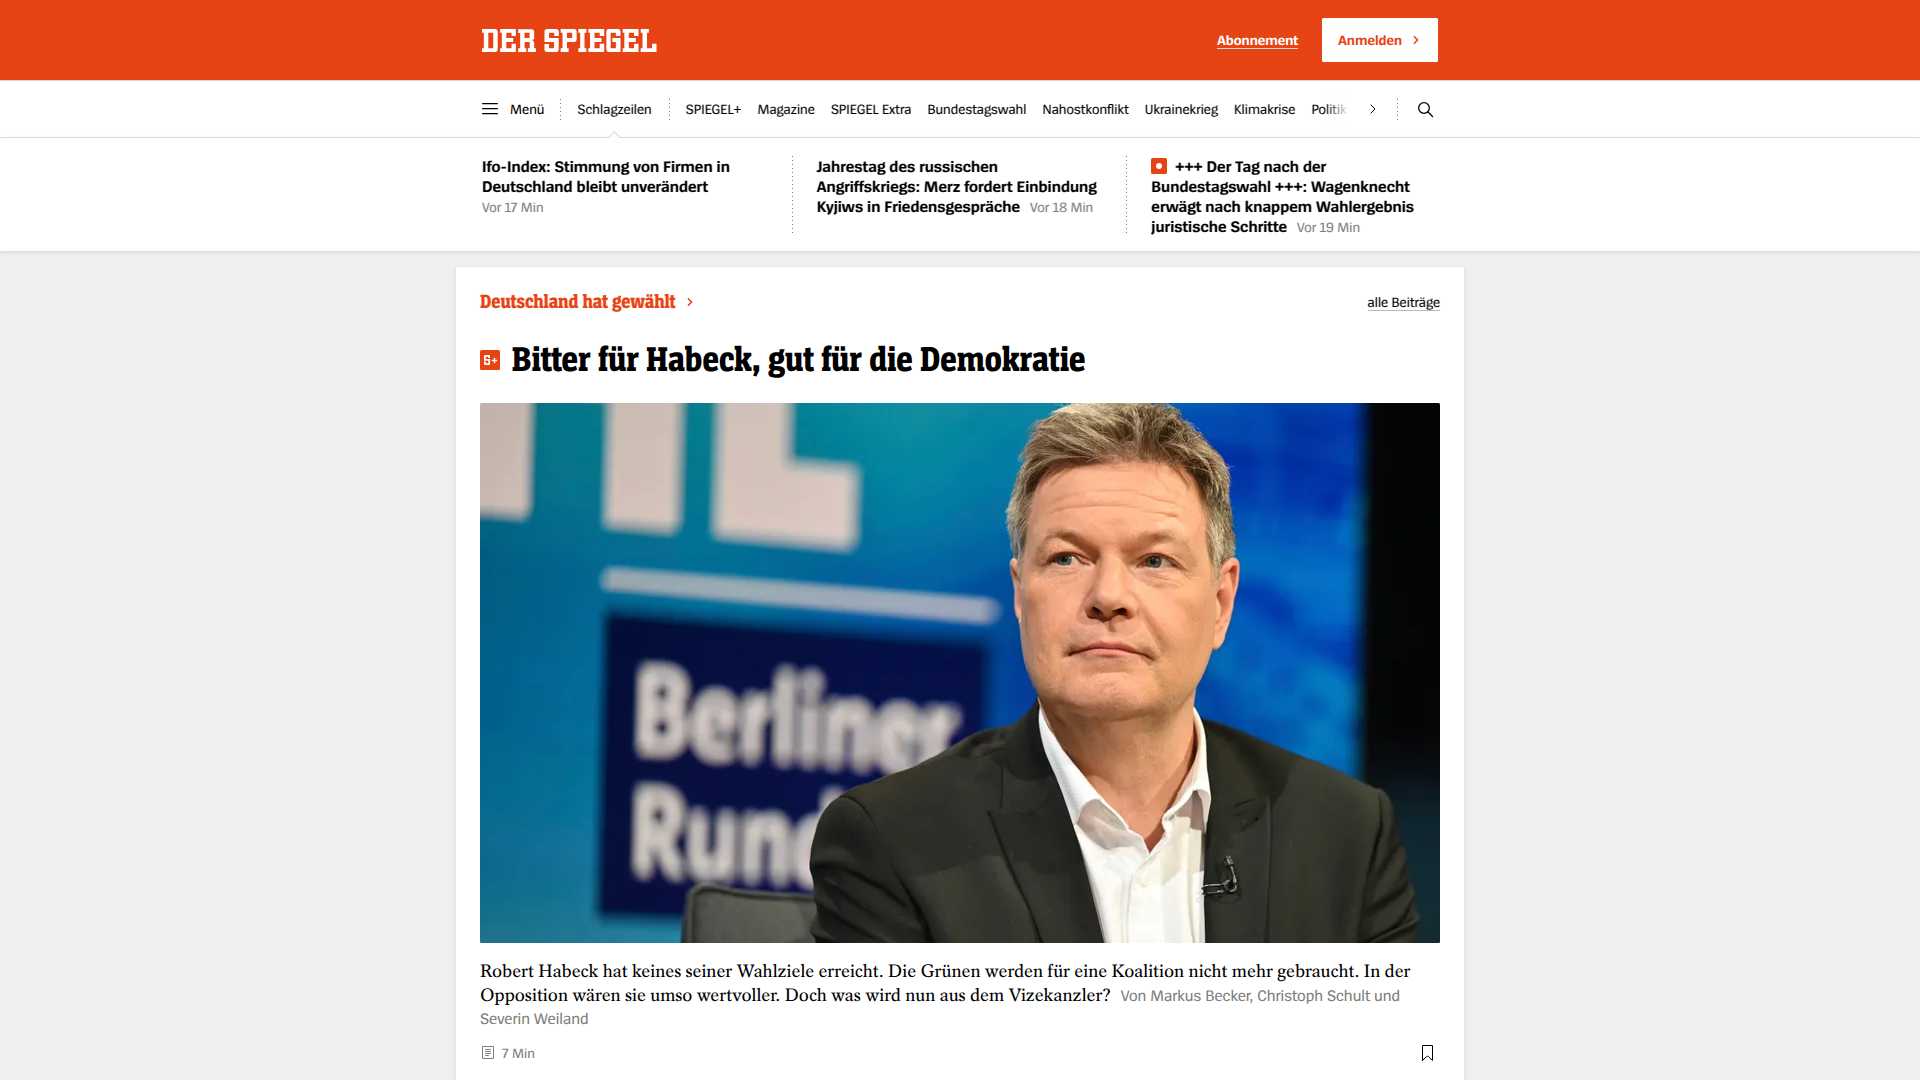 DER SPIEGEL
Abonnement
Anmelden
Menü
Schlagzeilen
SPIEGEL+
Magazine
SPIEGEL Extra
Bundestagswahl
Nahostkonflikt
Ukrainekrieg
Klimakrise
Politik
Ifo-Index: Stimmung von Firmen in
Deutschland bleibt unverändert
Vor 17 Min
Jahrestag des russischen
Angriffskriegs: Merz fordert Einbindung
Kyjiws in Friedensgespräche Vor 18 Min
+++ Der Tag nach der
Bundestagswahl +++: Wagenknecht
erwägt nach knappem Wahlergebnis
juristische Schritte Vor 19 Min
Deutschland hat gewählt
alle Beiträge
S+ Bitter für Habeck, gut für die Demokratie
Berliner
Robert Habeck hat keines seiner Wahlziele erreicht. Die Grünen werden für eine Koalition nicht mehr gebraucht. In der
Opposition wären sie umso wertvoller. Doch was wird nun aus dem Vizekanzler? Von Markus Becker, Christoph Schult und
Severin Weiland
7 Min